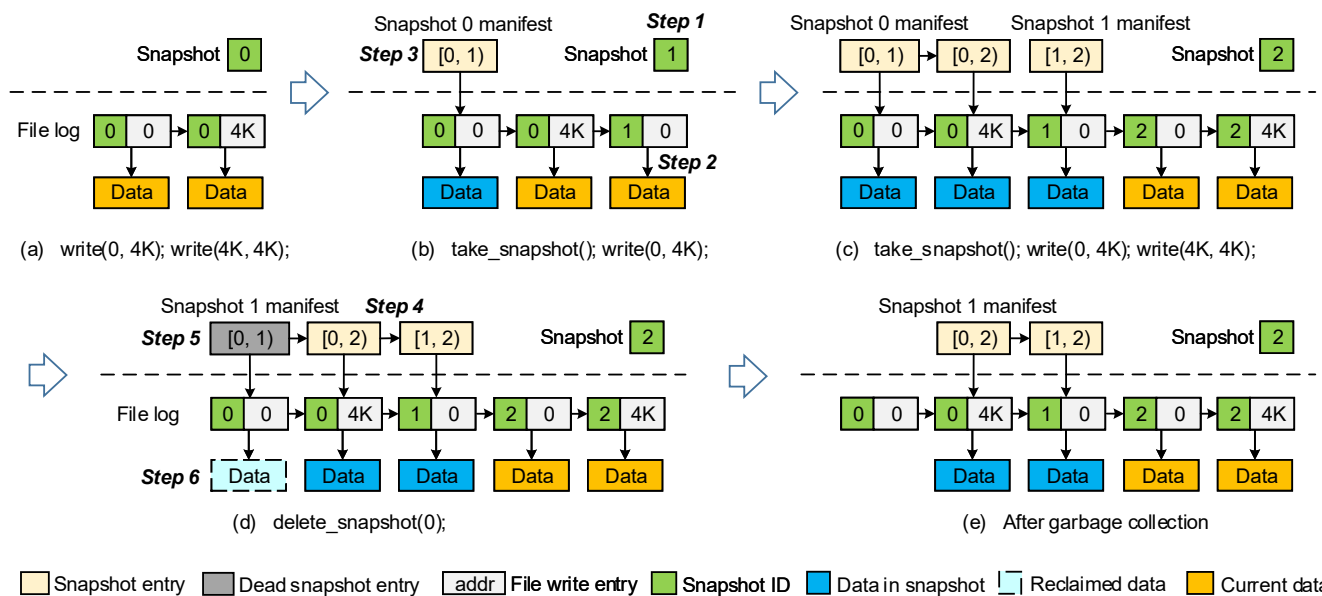 Snapshot 0
File log
0 0 0 4K
Data Data
(a) write(0, 4K); write(4K, 4K);
Snapshot 0 manifest
Step 1
Step 3 [0, 1) Snapshot 1
0 0 0 4K 1 0
Step 2
Data Data Data
(b) take_snapshot(); write(0, 4K);
Snapshot 0 manifest Snapshot 1 manifest
[0, 1) [0, 2) [1, 2) Snapshot 2
0 0 0 4K 1 0 2 0 2 4K
Data Data Data Data Data
(c) take_snapshot(); write(0, 4K); write(4K, 4K);
Snapshot 1 manifest Step 4
Step 5 [0, 1) [0, 2) [1, 2) Snapshot 2
File log 0 0 0 4K 1 0 2 0 2 4K
Step 6 Data Data Data Data Data
(d) delete_snapshot(0);
Snapshot 1 manifest
[0, 2) [1, 2) Snapshot 2
0 0 0 4K 1 0 2 0 2 4K
Data Data Data Data
(e) After garbage collection
Snapshot entry Dead snapshot entry addr File write entry Snapshot ID Data in snapshot Reclaimed data Current data